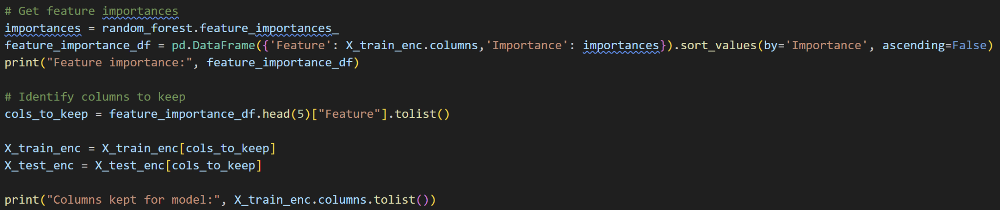 # Get feature importances
importances = random_forest.feature_importances_
feature_importance_df = pd.DataFrame({'Feature': X_train_enc.columns,'Importance': importances}).sort_values(by='Importance', ascending=False)
print("Feature importance:", feature_importance_df)
# Identify columns to keep
cols_to_keep = feature_importance_df.head(5)["Feature"].tolist()
X_train_enc = X_train_enc[cols_to_keep]
X_test_enc = X_test_enc[cols_to_keep]
print("Columns kept for model:", X_train_enc.columns.tolist())